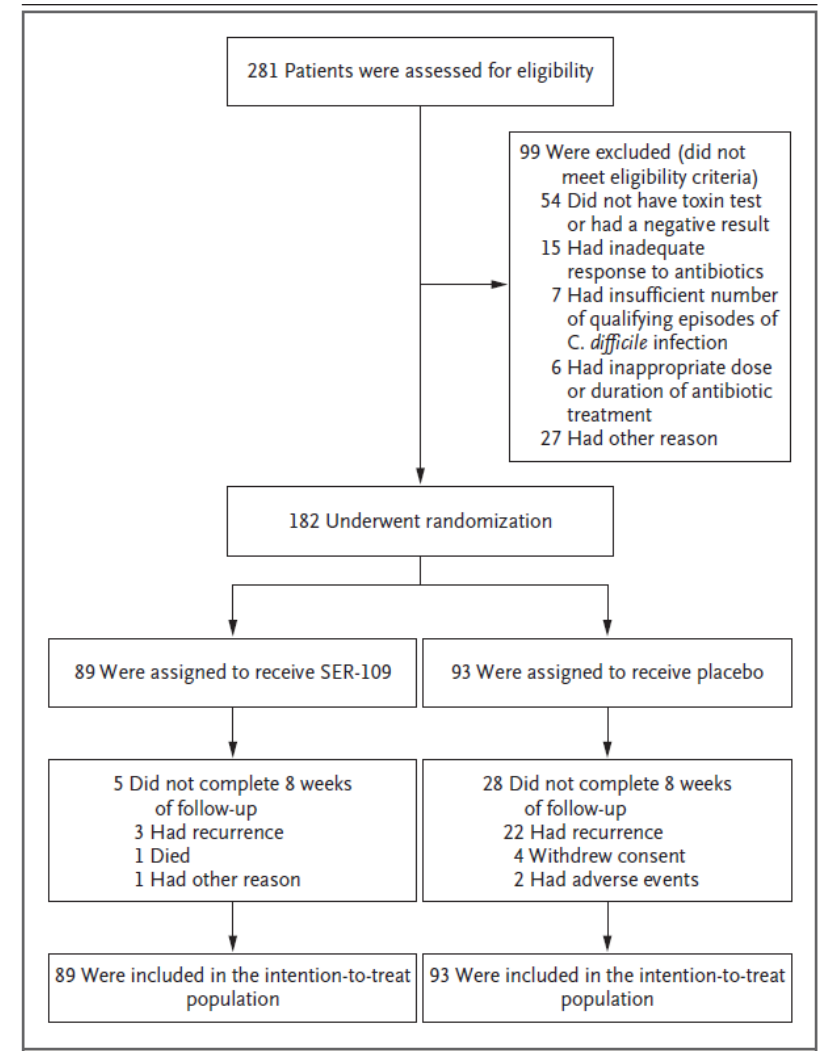 281 Patients were assessed for eligibility
99 Were excluded (did not
meet eligibility criteria)
54 Did not have toxin test
or had a negative result
15 Had inadequate
response to antibiotics
7 Had insufficient number
of qualifying episodes of
C. difficile infection
6 Had inappropriate dose
or duration of antibiotic
treatment
27 Had other reason
182 Underwent randomization
89 Were assigned to receive SER-109
93 Were assigned to receive placebo
5 Did not complete 8 weeks
of follow-up
3 Had recurrence
1 Died
1 Had other reason
28 Did not complete 8 weeks
of follow-up
22 Had recurrence
4 Withdrew consent
2 Had adverse events
89 Were included in the intention-to-treat
population
93 Were included in the intention-to-treat
population